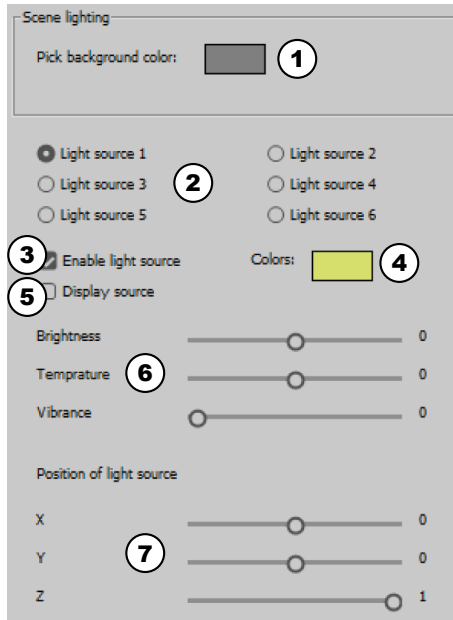 Scene lighting
Pick background color: 1
Light source 1 Light source 2
Light source 3 2 Light source 4
Light source 5 Light source 6
3 Enable light source Colors: 4
5 Display source
Brightness 0
Temprature 6 0
Vibrance 0
Position of light source
X 0
Y 7 0
Z 1